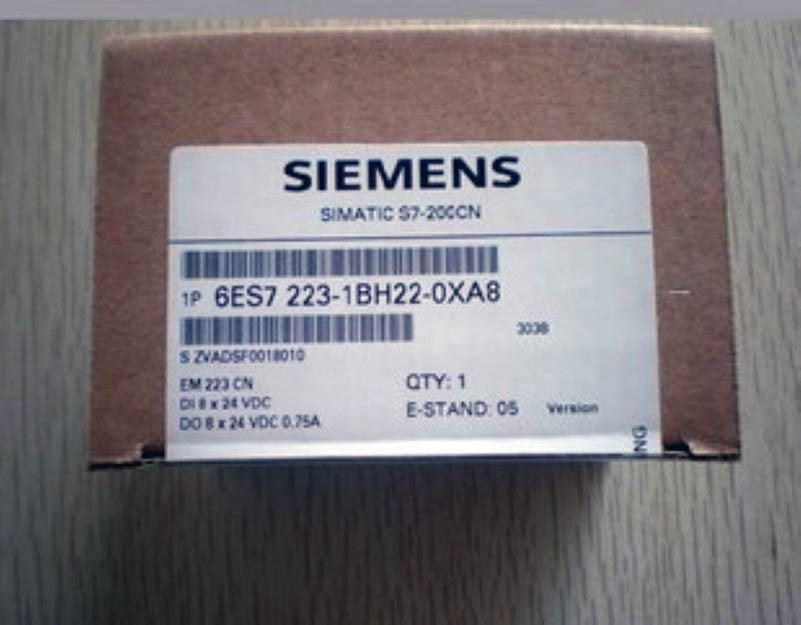 SIEMENS
SIMATIC S7-200CN
1P 6ES7 223-1BH22-0XA8
3038
S ZVADSF0018010
EM 223 CN
QTY: 1
DI 8 x 24 VDC
E-STAND: 05 Version
DO 8 x 24 VDC 0.75A